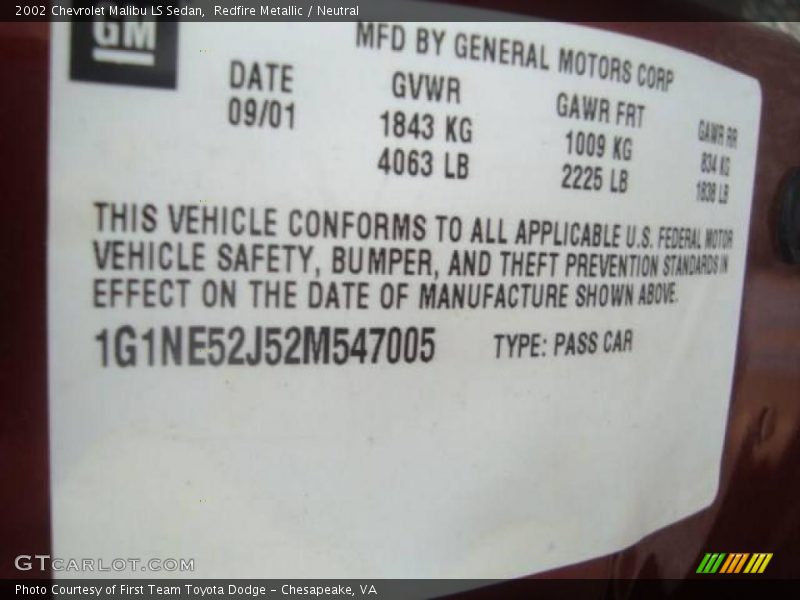 2002 Chevrolet Malibu LS Sedan,  Redfire Metallic / Neutral
GM
MFD BY GENERAL MOTORS CORP
DATE GVWR GAWR FRT GAWR RR
09/01 1843 KG 1009 KG 834 KG
4063 LB 2225 LB 1838 LB
THIS VEHICLE CONFORMS TO ALL APPLICABLE U.S. FEDERAL MOTOR
VEHICLE SAFETY, BUMPER, AND THEFT PREVENTION STANDARDS IN
EFFECT ON THE DATE OF MANUFACTURE SHOWN ABOVE.
1G1NE52J52M547005 TYPE: PASS CAR
GTCARLOT.COM
Photo Courtesy of First Team Toyota Dodge - Chesapeake, VA